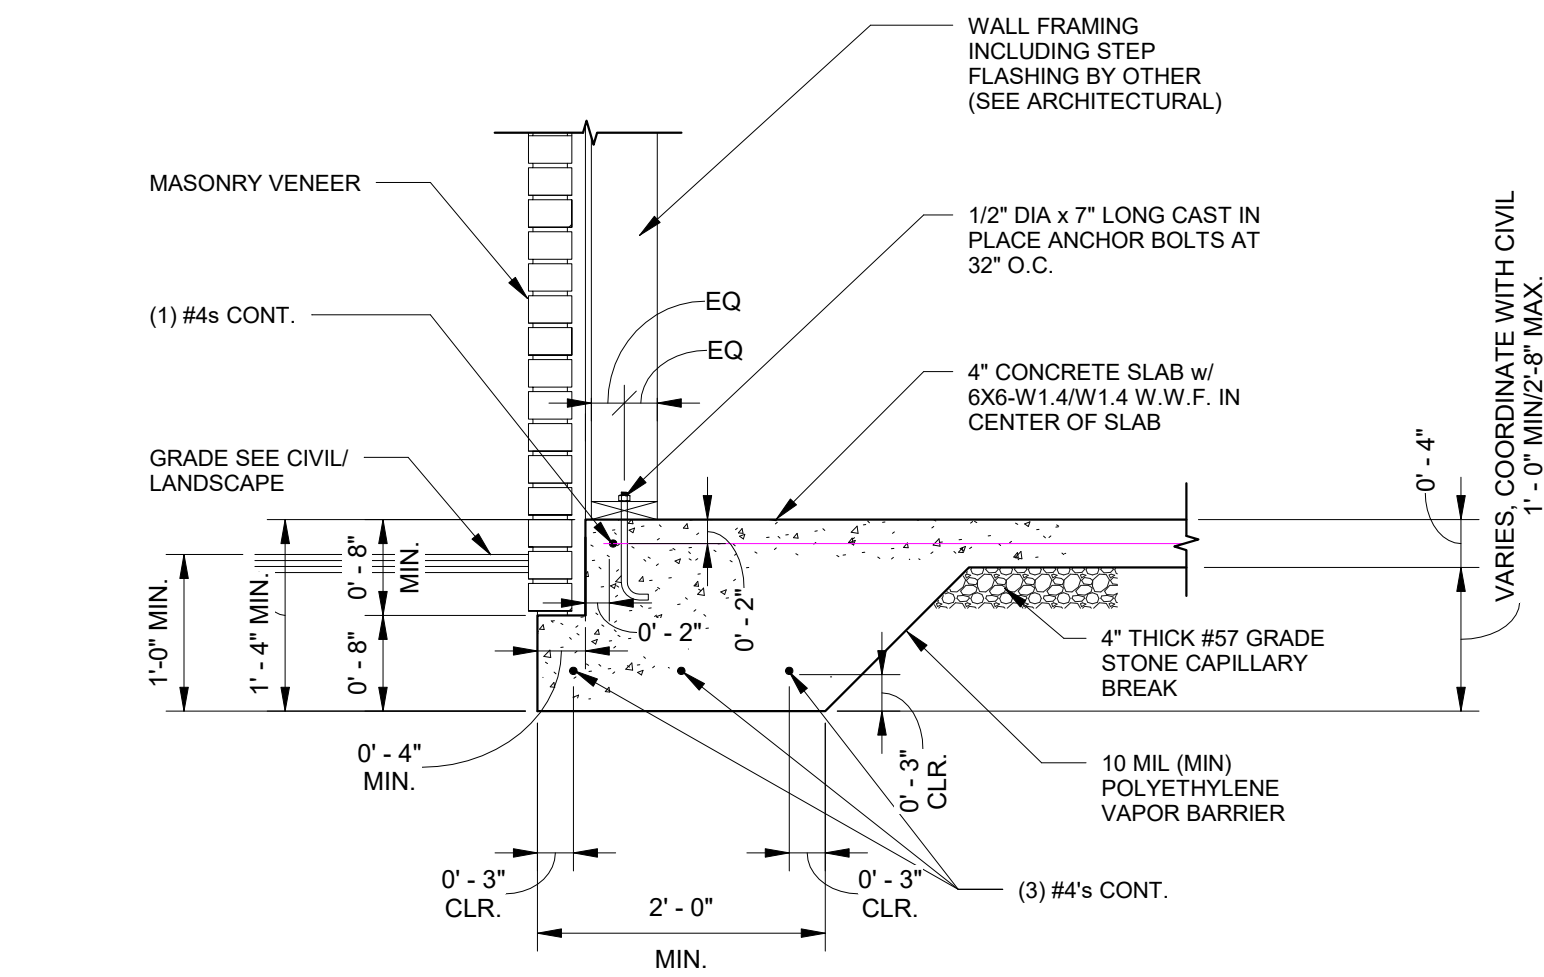 WALL FRAMING
INCLUDING STEP
FLASHING BY OTHER
(SEE ARCHITECTURAL)
MASONRY VENEER
1/2" DIA x 7" LONG CAST IN
PLACE ANCHOR BOLTS AT
32" O.C.
(1) #4s CONT.
EQ
EQ
4" CONCRETE SLAB w/
6X6-W1.4/W1.4 W.W.F. IN
CENTER OF SLAB
VARIES, COORDINATE WITH CIVIL
1' - 0" MIN/2'-8" MAX.
0' - 4"
GRADE SEE CIVIL/
LANDSCAPE
1'-0" MIN.
1' - 4" MIN.
0' - 8"
MIN.
0' - 8"
0' - 2"
0' - 2"
4" THICK #57 GRADE
STONE CAPILLARY
BREAK
0' - 4"
MIN.
0' - 3"
CLR.
10 MIL (MIN)
POLYETHYLENE
VAPOR BARRIER
0' - 3"
CLR.
0' - 3"
CLR.
(3) #4's CONT.
2' - 0"
MIN.